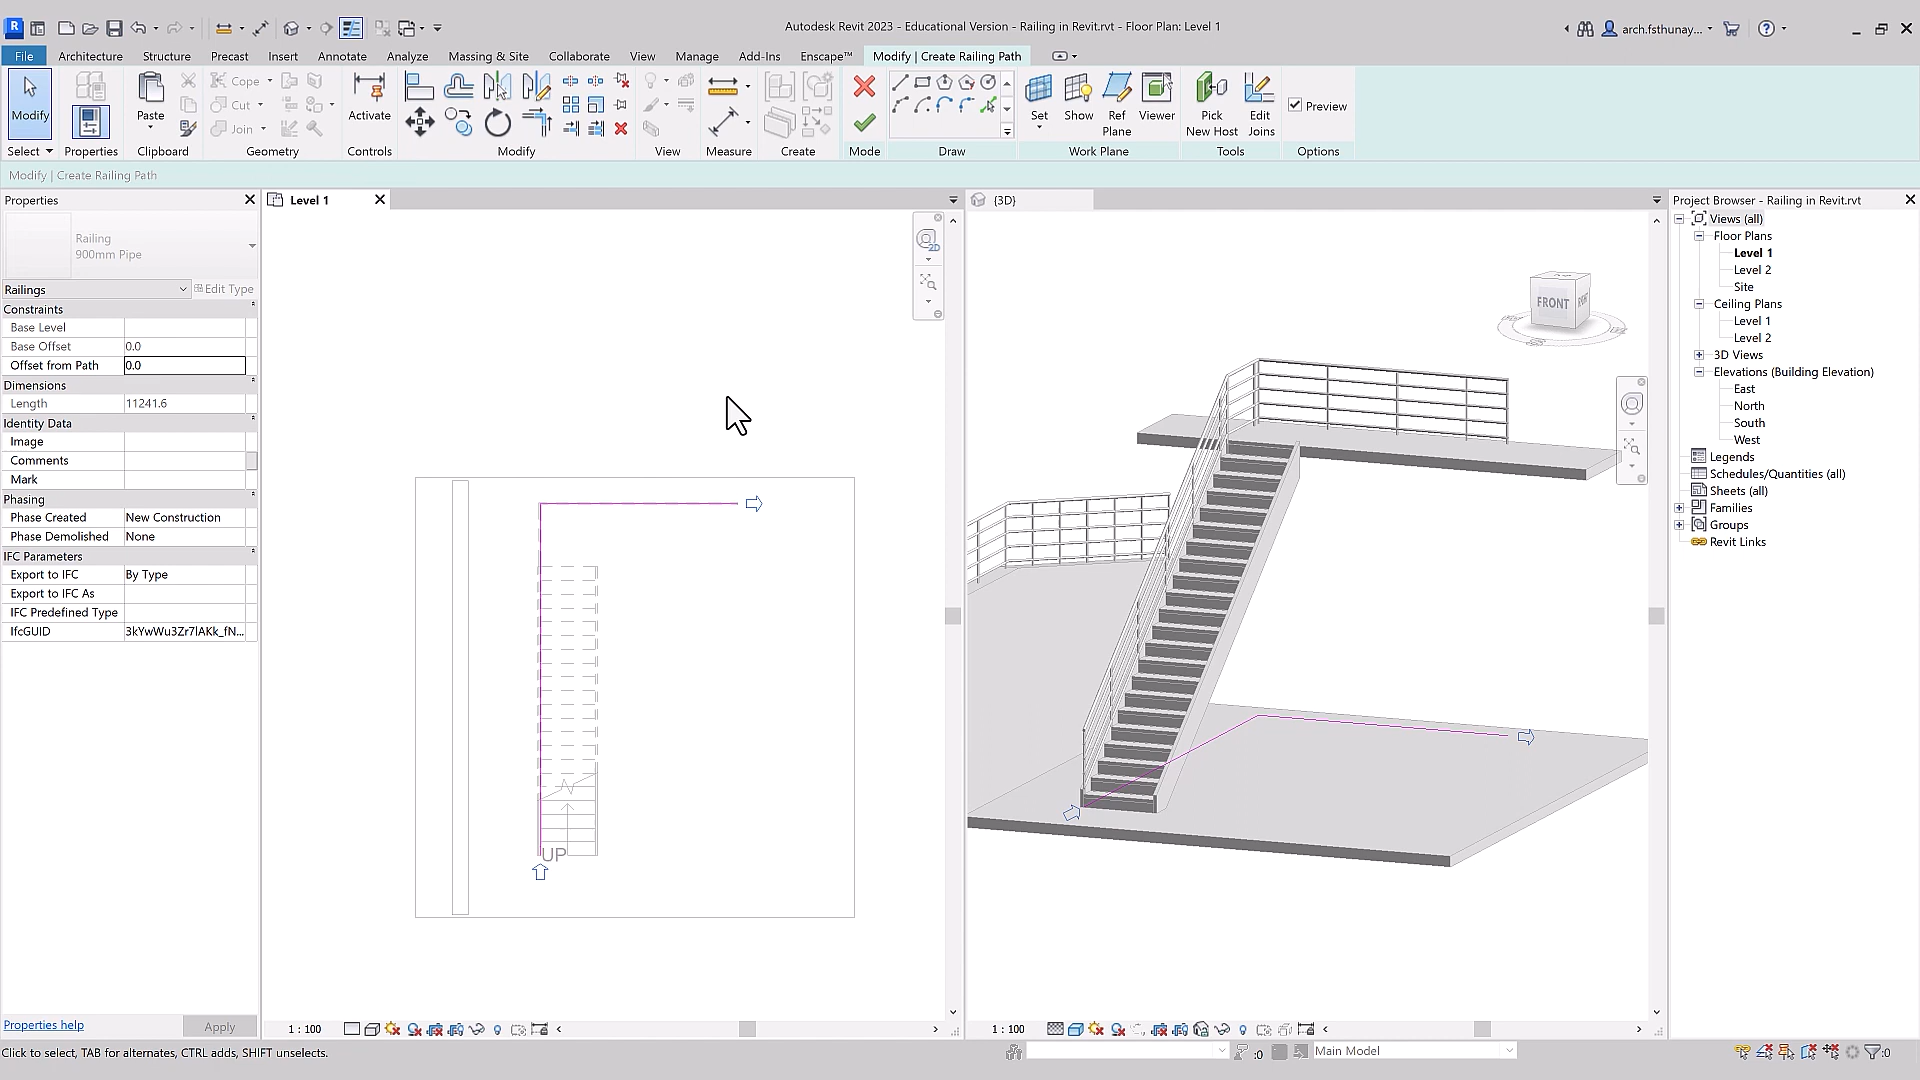 Autodesk Revit 2023 - Educational Version - Railing in Revit.rvt - Floor Plan: Level 1
arch.fsthunay...
File Architecture Structure Precast Insert Annotate Analyze Massing & Site Collaborate View Manage Add-Ins Enscape™ Modify | Create Railing Path
Modify
Paste
Cope
Cut
Join
Activate
Set
Show
Ref Plane
Viewer
Pick New Host
Edit Joins
Preview
Select Properties Clipboard Geometry Controls Modify View Measure Create Mode Draw Work Plane Tools Options
Modify | Create Railing Path
Properties
Railing
900mm Pipe
Railings Edit Type
Constraints
Base Level
Base Offset 0.0
Offset from Path 0.0
Dimensions
Length 11241.6
Identity Data
Image
Comments
Mark
Phasing
Phase Created New Construction
Phase Demolished None
IFC Parameters
Export to IFC By Type
Export to IFC As
IFC Predefined Type
IfcGUID 3kYwWu3Zr7lAKk_fN...
Properties help Apply
Level 1
2D
UP
1 : 100
{3D}
FRONT
1 : 100
Project Browser - Railing in Revit.rvt
Views (all)
Floor Plans
Level 1
Level 2
Site
Ceiling Plans
Level 1
Level 2
3D Views
Elevations (Building Elevation)
East
North
South
West
Legends
Schedules/Quantities (all)
Sheets (all)
Families
Groups
Revit Links
Click to select, TAB for alternates, CTRL adds, SHIFT unselects.
:0
Main Model
:0